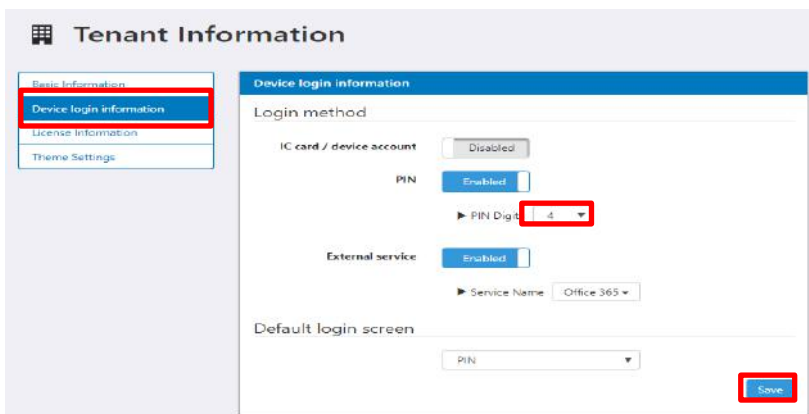 Tenant Information
Basic Information
Device login information
License Information
Theme Settings
Device login information
Login method
IC card / device account Disabled
PIN Enabled
▶ PIN Digit 4 ▼
External service Enabled
▶ Service Name Office 365 ▾
Default login screen
PIN ▼
Save